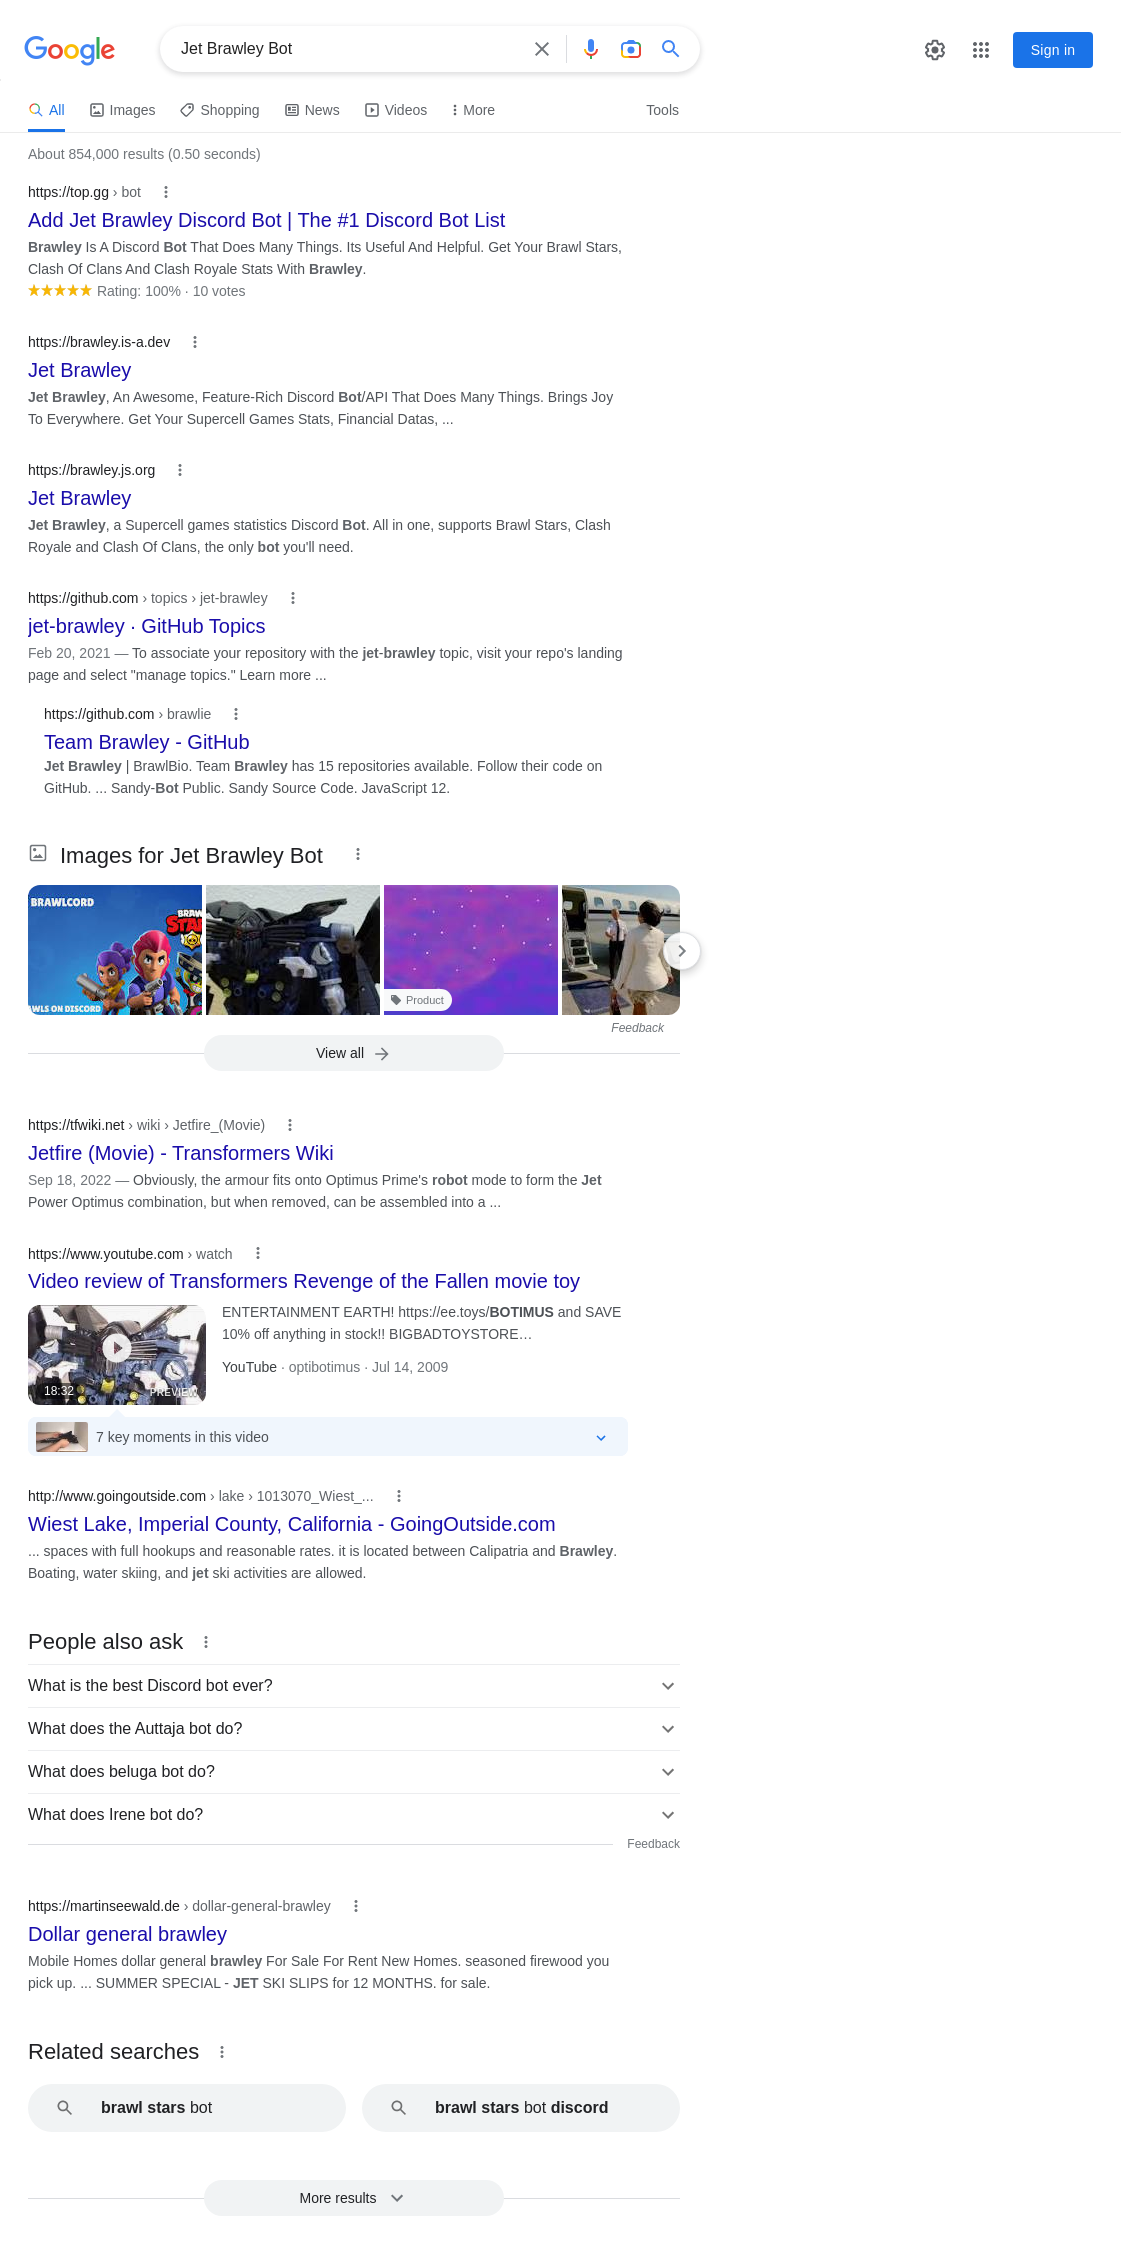 Google
Jet Brawley Bot
Sign in
All
Images
Shopping
News
Videos
More
Tools
About 854,000 results (0.50 seconds)
https://top.gg › bot
Add Jet Brawley Discord Bot | The #1 Discord Bot List
Brawley Is A Discord Bot That Does Many Things. Its Useful And Helpful. Get Your Brawl Stars,
Clash Of Clans And Clash Royale Stats With Brawley.
Rating: 100% · 10 votes
https://brawley.is-a.dev
Jet Brawley
Jet Brawley, An Awesome, Feature-Rich Discord Bot/API That Does Many Things. Brings Joy
To Everywhere. Get Your Supercell Games Stats, Financial Datas, ...
https://brawley.js.org
Jet Brawley
Jet Brawley, a Supercell games statistics Discord Bot. All in one, supports Brawl Stars, Clash
Royale and Clash Of Clans, the only bot you'll need.
https://github.com › topics › jet-brawley
jet-brawley · GitHub Topics
Feb 20, 2021 — To associate your repository with the jet-brawley topic, visit your repo's landing
page and select "manage topics." Learn more ...
https://github.com › brawlie
Team Brawley - GitHub
Jet Brawley | BrawlBio. Team Brawley has 15 repositories available. Follow their code on
GitHub. ... Sandy-Bot Public. Sandy Source Code. JavaScript 12.
Images for Jet Brawley Bot
BRAWLCORD
BRAW
STA
AWLS ON DISCORD
Product
Feedback
View all
https://tfwiki.net › wiki › Jetfire_(Movie)
Jetfire (Movie) - Transformers Wiki
Sep 18, 2022 — Obviously, the armour fits onto Optimus Prime's robot mode to form the Jet
Power Optimus combination, but when removed, can be assembled into a ...
https://www.youtube.com › watch
Video review of Transformers Revenge of the Fallen movie toy
ENTERTAINMENT EARTH! https://ee.toys/BOTIMUS and SAVE
10% off anything in stock!! BIGBADTOYSTORE…
YouTube · optibotimus · Jul 14, 2009
18:32
PREVIEW
7 key moments in this video
http://www.goingoutside.com › lake › 1013070_Wiest_...
Wiest Lake, Imperial County, California - GoingOutside.com
... spaces with full hookups and reasonable rates. it is located between Calipatria and Brawley.
Boating, water skiing, and jet ski activities are allowed.
People also ask
What is the best Discord bot ever?
What does the Auttaja bot do?
What does beluga bot do?
What does Irene bot do?
Feedback
https://martinseewald.de › dollar-general-brawley
Dollar general brawley
Mobile Homes dollar general brawley For Sale For Rent New Homes. seasoned firewood you
pick up. ... SUMMER SPECIAL - JET SKI SLIPS for 12 MONTHS. for sale.
Related searches
brawl stars bot
brawl stars bot discord
More results